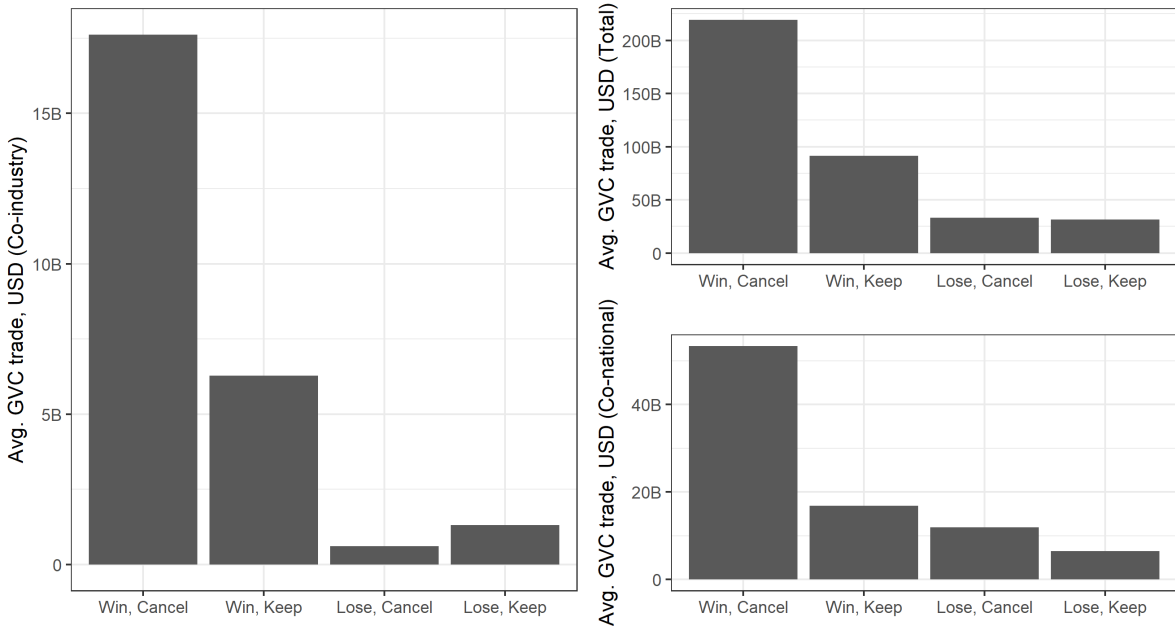 Avg. GVC trade, USD (Co-industry)
15B
10B
5B
0
Win, Cancel
Win, Keep
Lose, Cancel
Lose, Keep
Avg. GVC trade, USD (Total)
200B
150B
100B
50B
0
Win, Cancel
Win, Keep
Lose, Cancel
Lose, Keep
Avg. GVC trade, USD (Co-national)
40B
20B
0
Win, Cancel
Win, Keep
Lose, Cancel
Lose, Keep